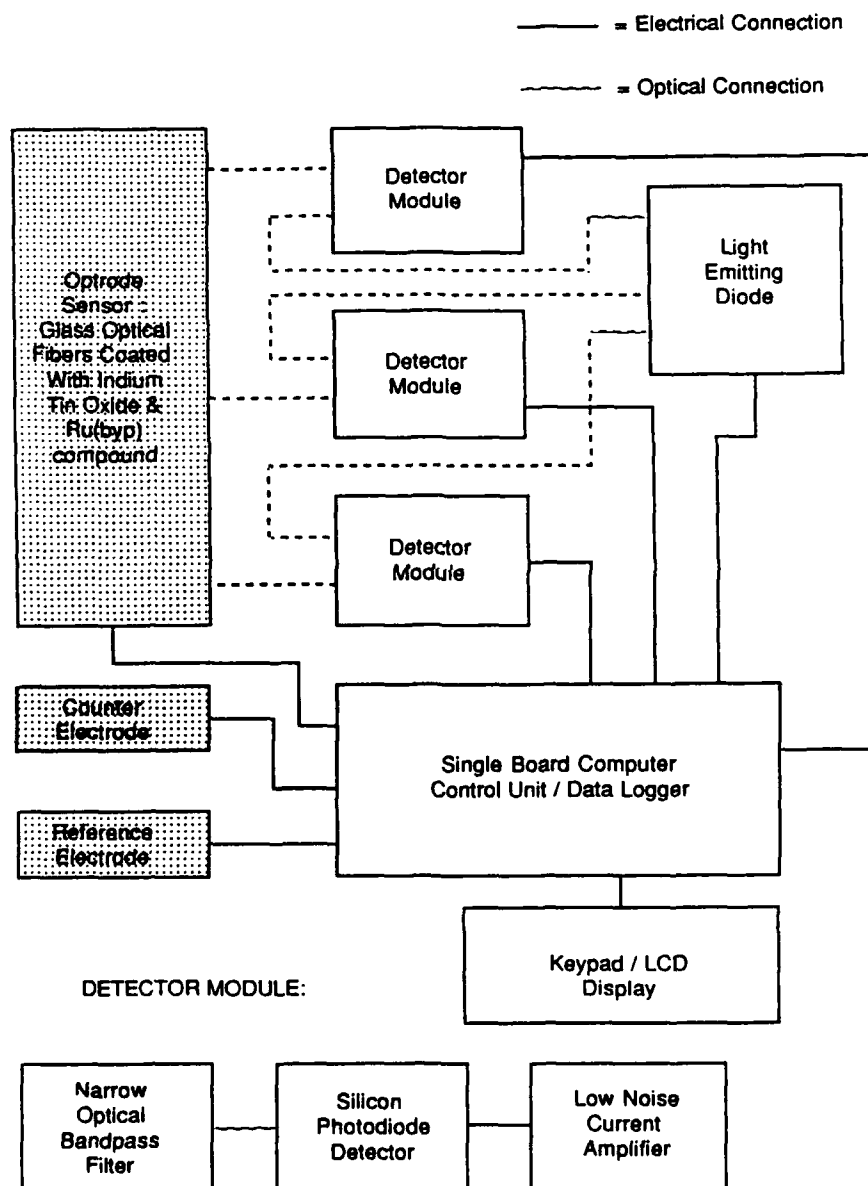 = Electrical Connection
= Optical Connection
Detector
Module
Light
Emitting
Diode
Optrode
Sensor :
Glass Optical
Fibers Coated
With Indium
Tin Oxide &
Ru(byp)
compound
Detector
Module
Detector
Module
Counter
Electrode
Single Board Computer
Control Unit / Data Logger
Reference
Electrode
Keypad / LCD
Display
DETECTOR MODULE:
Narrow
Optical
Bandpass
Filter
Silicon
Photodiode
Detector
Low Noise
Current
Amplifier